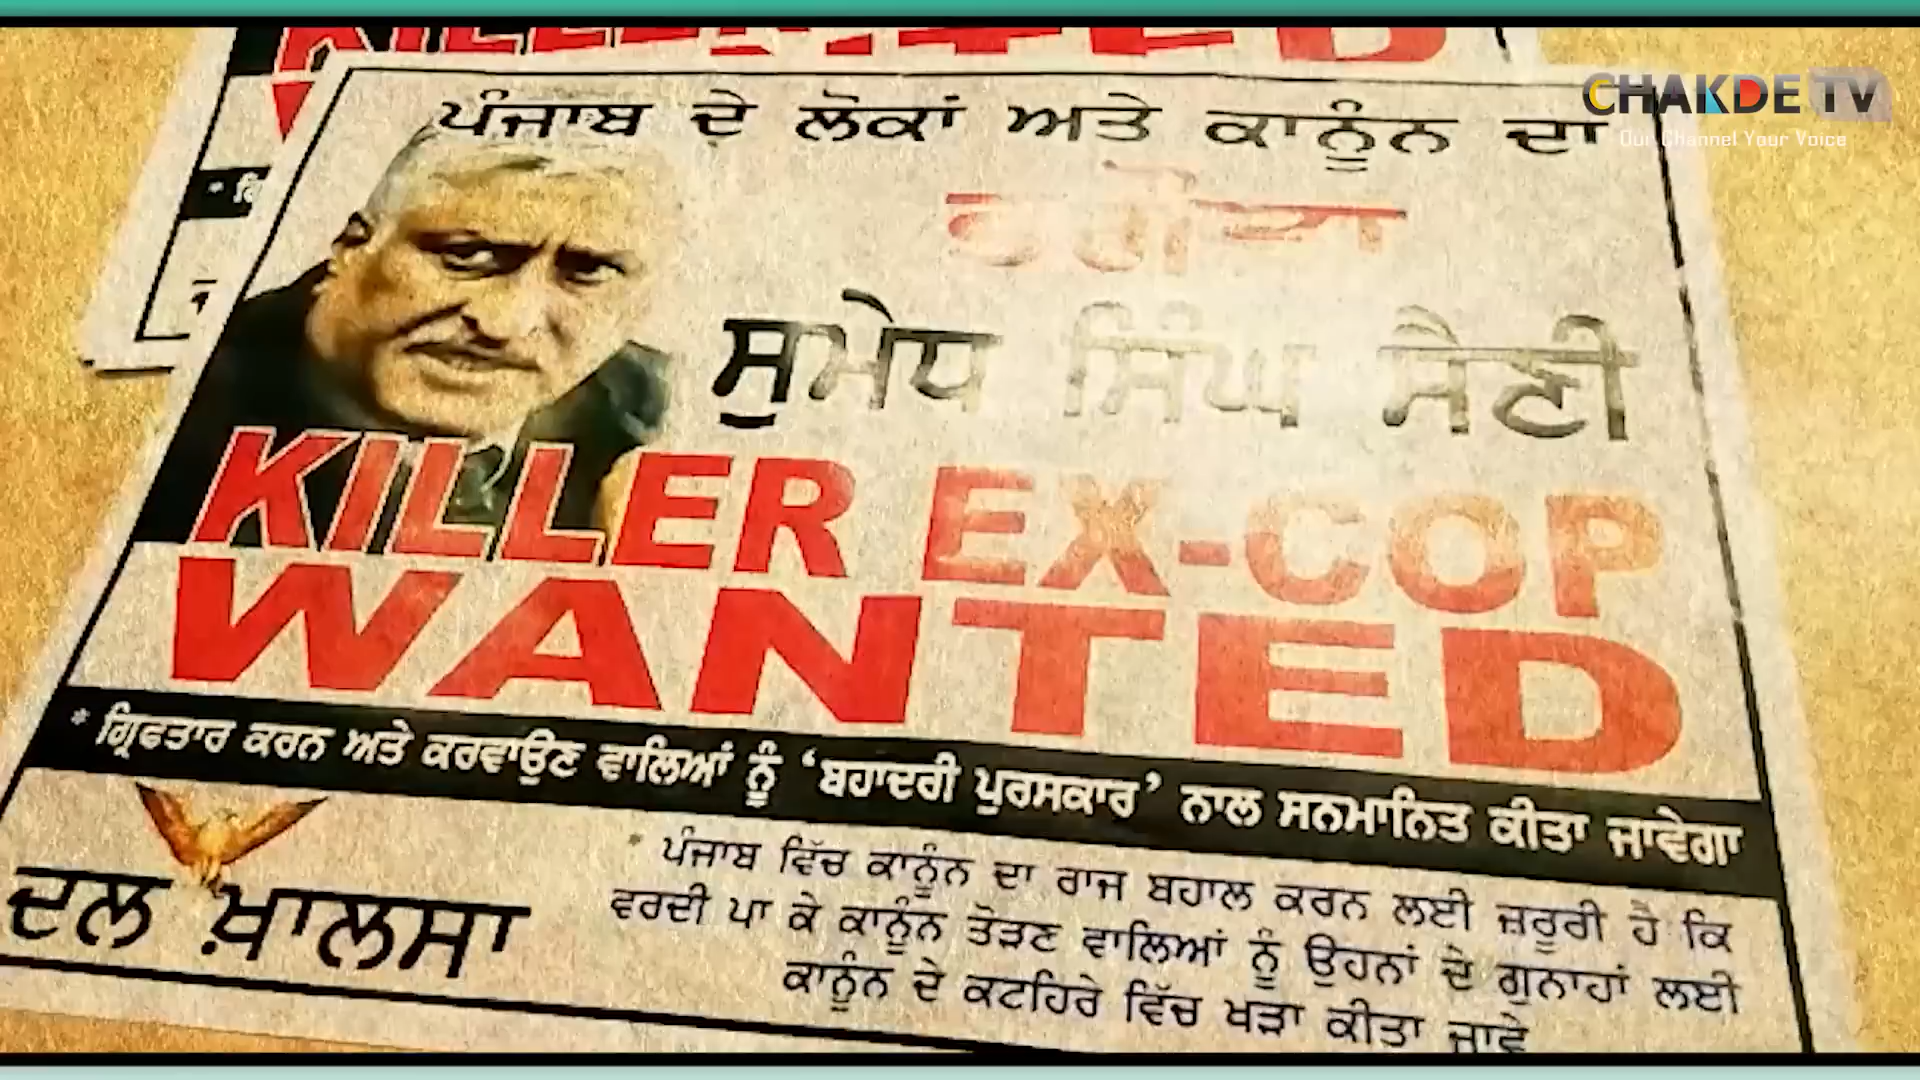 CHAKDE TV
Our Channel Your Voice
ਪੰਜਾਬ ਦੇ ਲੋਕਾਂ ਅਤੇ ਕਾਨੂੰਨ ਦਾ
ਭਗੌੜਾ
ਸੁਮੇਧ ਸਿੰਘ ਸੈਣੀ
KILLER EX-COP
WANTED
* ਗ੍ਰਿਫਤਾਰ ਕਰਨ ਅਤੇ ਕਰਵਾਉਣ ਵਾਲਿਆਂ ਨੂੰ ‘ਬਹਾਦਰੀ ਪੁਰਸਕਾਰ’ ਨਾਲ ਸਨਮਾਨਿਤ ਕੀਤਾ ਜਾਵੇਗਾ
ਦਲ ਖ਼ਾਲਸਾ
* ਪੰਜਾਬ ਵਿੱਚ ਕਾਨੂੰਨ ਦਾ ਰਾਜ ਬਹਾਲ ਕਰਨ ਲਈ ਜ਼ਰੂਰੀ ਹੈ ਕਿ
ਵਰਦੀ ਪਾ ਕੇ ਕਾਨੂੰਨ ਤੋੜਣ ਵਾਲਿਆਂ ਨੂੰ ਉਹਨਾਂ ਦੇ ਗੁਨਾਹਾਂ ਲਈ
ਕਾਨੂੰਨ ਦੇ ਕਟਹਿਰੇ ਵਿੱਚ ਖੜਾ ਕੀਤਾ ਜਾਵੇ